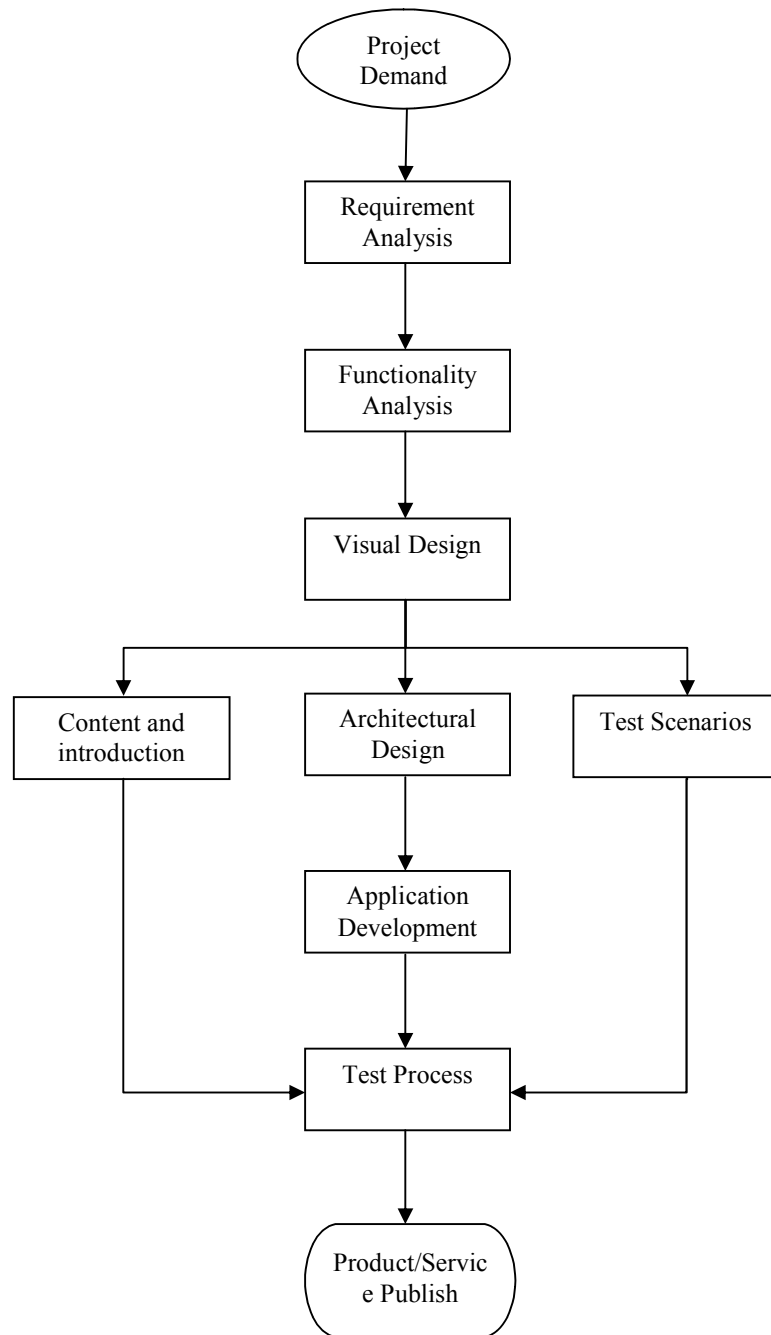 Project
Demand
Requirement
Analysis
Functionality
Analysis
Visual Design
Content and
introduction
Architectural
Design
Test Scenarios
Application
Development
Test Process
Product/Servic
e Publish